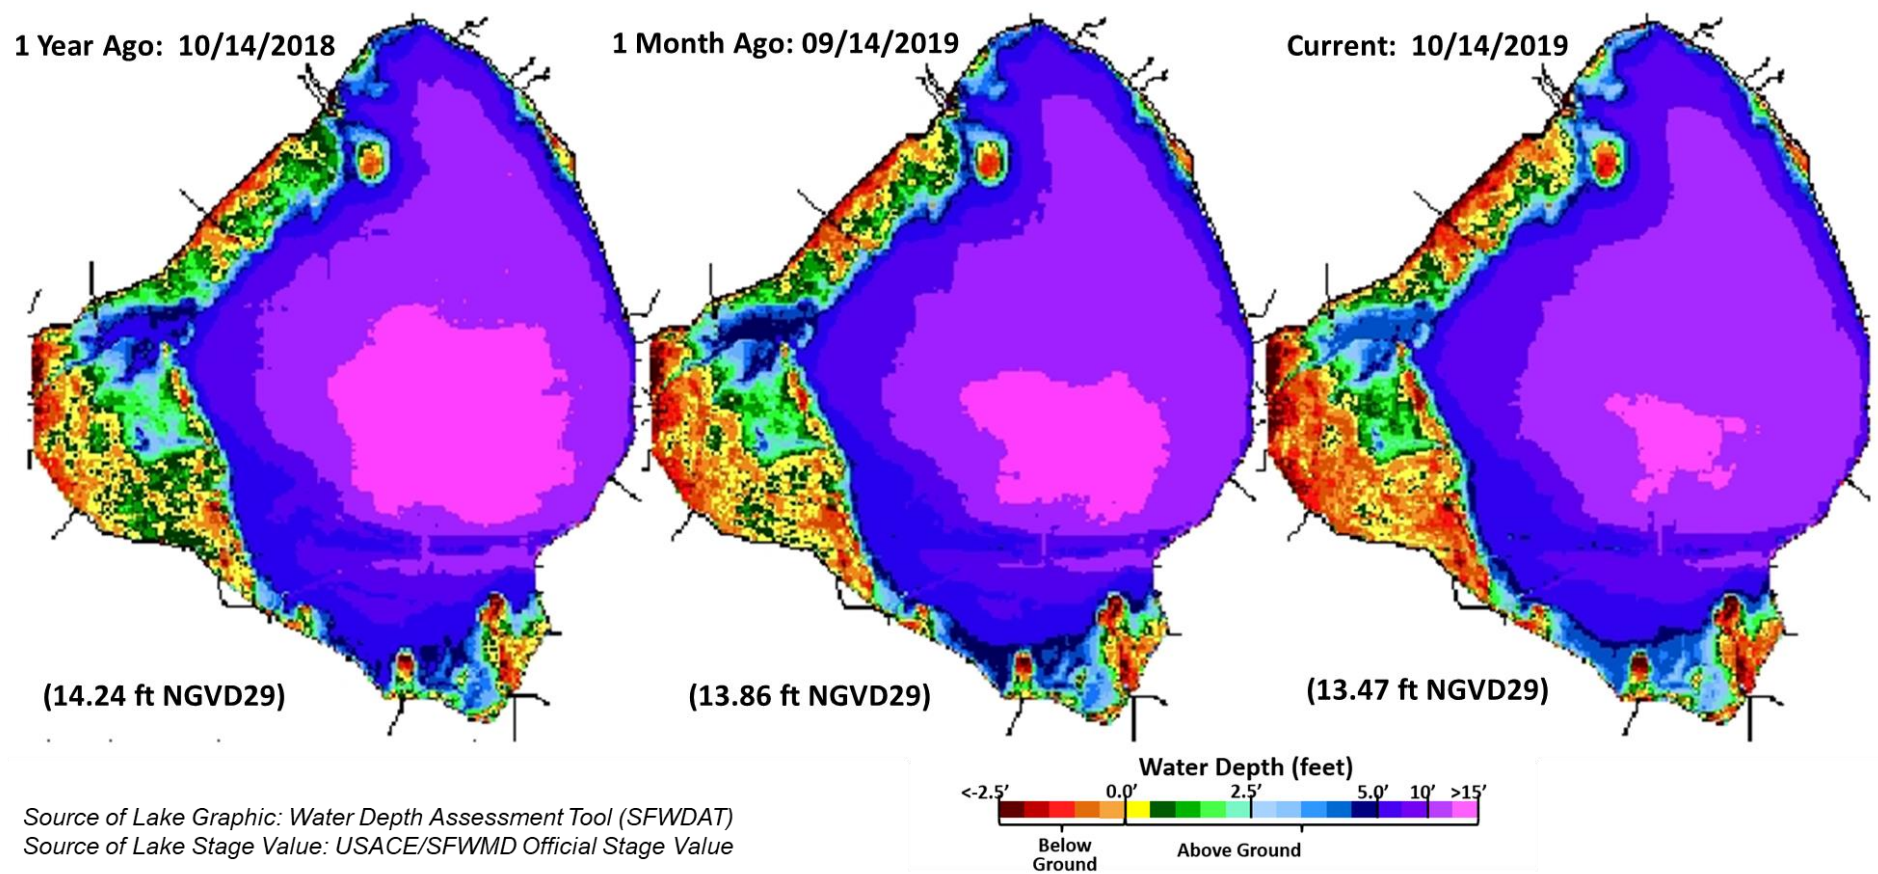 1 Year Ago:  10/14/2018
1 Month Ago: 09/14/2019
Current:  10/14/2019
(14.24 ft NGVD29)
(13.86 ft NGVD29)
(13.47 ft NGVD29)
Water Depth (feet)
<-2.5’ 0.0’ 2.5’ 5.0’ 10’ >15’
Below
Ground
Above Ground
Source of Lake Graphic: Water Depth Assessment Tool (SFWDAT)
Source of Lake Stage Value: USACE/SFWMD Official Stage Value